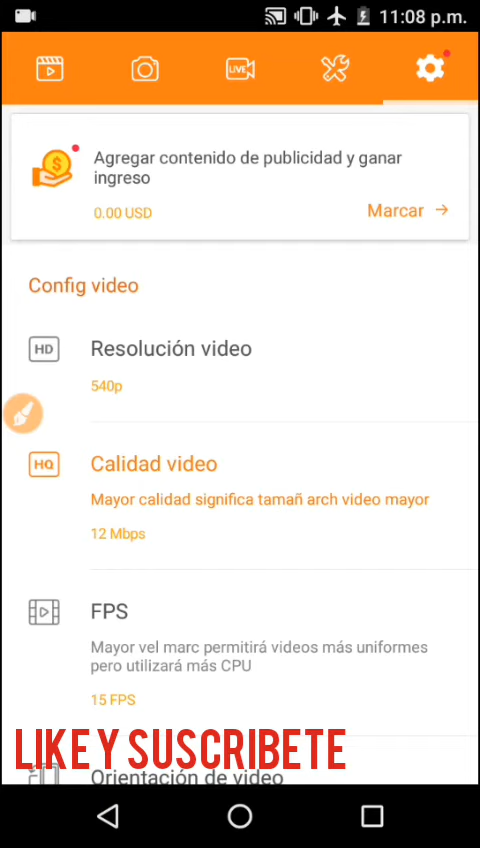 11:08 p.m.
LIVE
Agregar contenido de publicidad y ganar
ingreso
0.00 USD
Marcar
Config video
HD
Resolución video
540p
HQ
Calidad video
Mayor calidad significa tamañ arch video mayor
12 Mbps
FPS
Mayor vel marc permitirá videos más uniformes
pero utilizará más CPU
15 FPS
LIKE Y SUSCRIBETE
Orientación de video